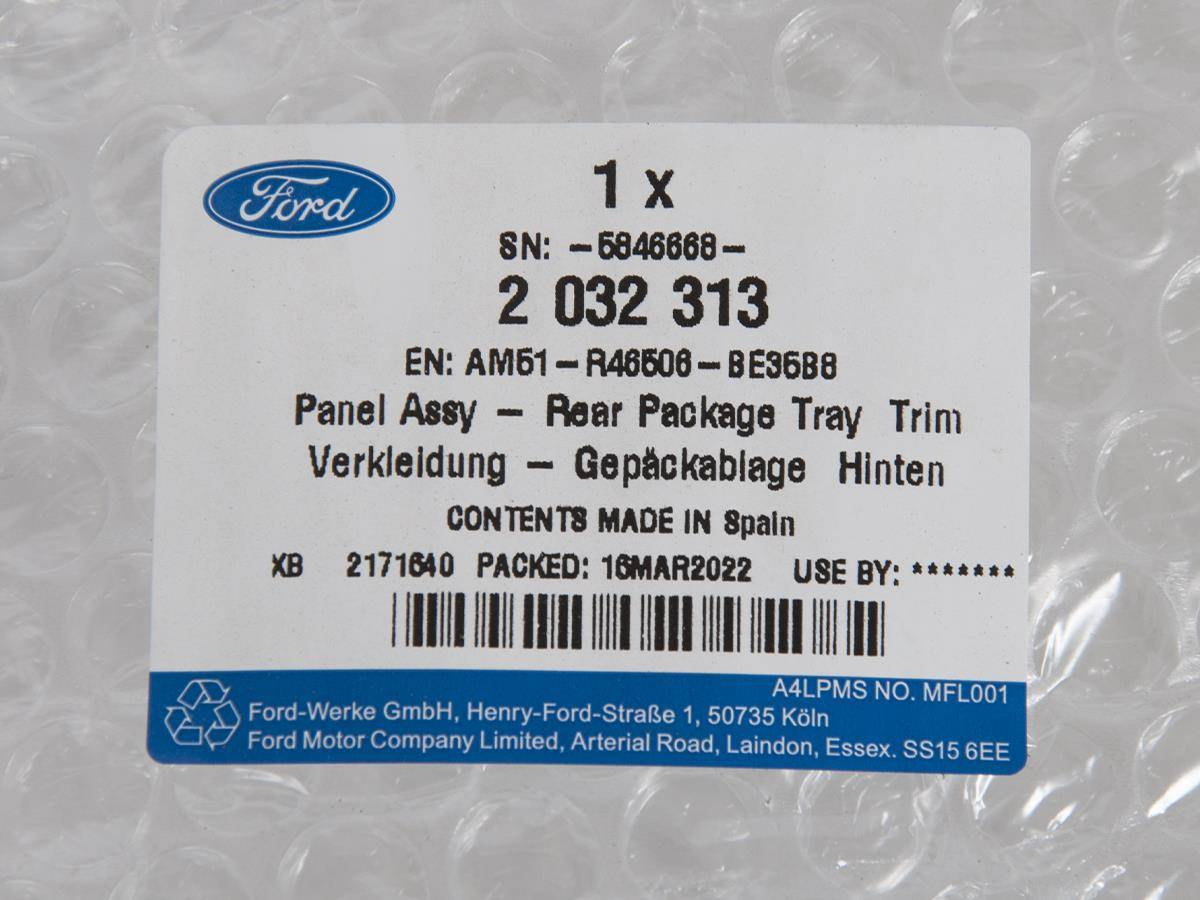 Ford
1 x
SN: -5846668-
2 032 313
EN: AM51-R46506-BE35B8
Panel Assy - Rear Package Tray Trim
Verkleidung - Gepäckablage Hinten
CONTENTS MADE IN Spain
XB 2171640 PACKED: 16MAR2022 USE BY: *******
A4LPMS NO. MFL001
Ford-Werke GmbH, Henry-Ford-Straße 1, 50735 Köln
Ford Motor Company Limited, Arterial Road, Laindon, Essex. SS15 6EE